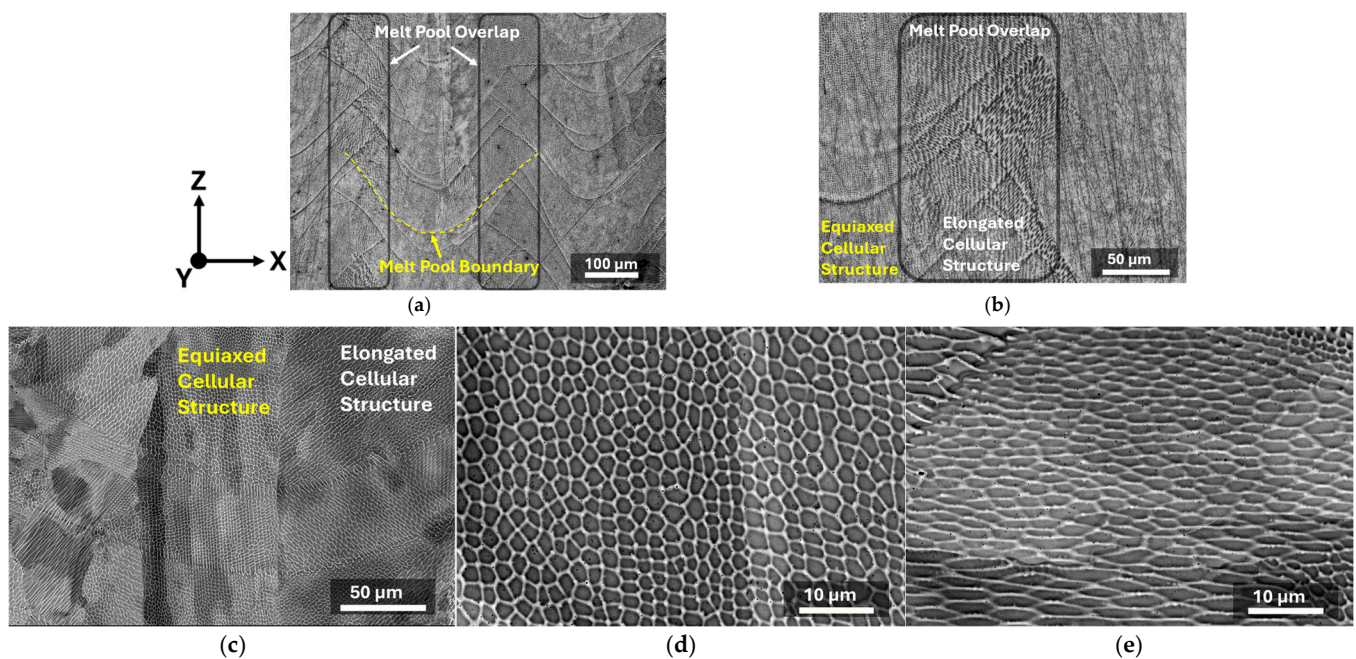 Z
X
Y
Melt Pool Overlap
Melt Pool Boundary
100 μm
(a)
Melt Pool Overlap
Equiaxed
Cellular
Structure
Elongated
Cellular
Structure
50 μm
(b)
Equiaxed
Cellular
Structure
Elongated
Cellular
Structure
50 μm
(c)
10 μm
(d)
10 μm
(e)